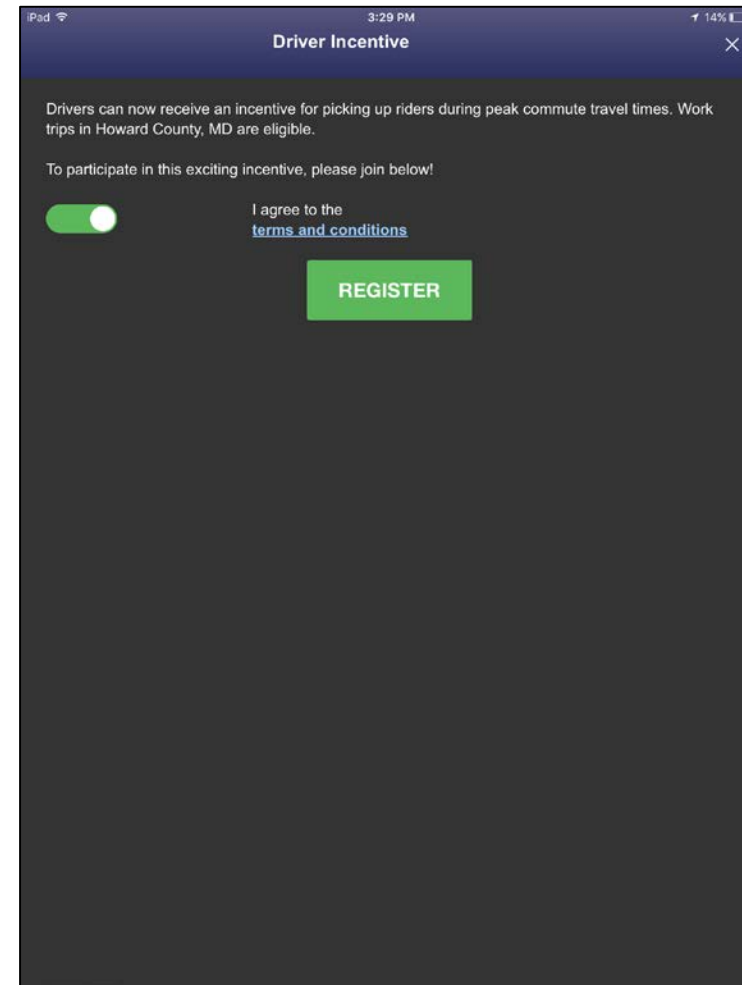 iPad 3:29 PM 14%
Driver Incentive
Drivers can now receive an incentive for picking up riders during peak commute travel times. Work
trips in Howard County, MD are eligible.
To participate in this exciting incentive, please join below!
I agree to the
terms and conditions
REGISTER